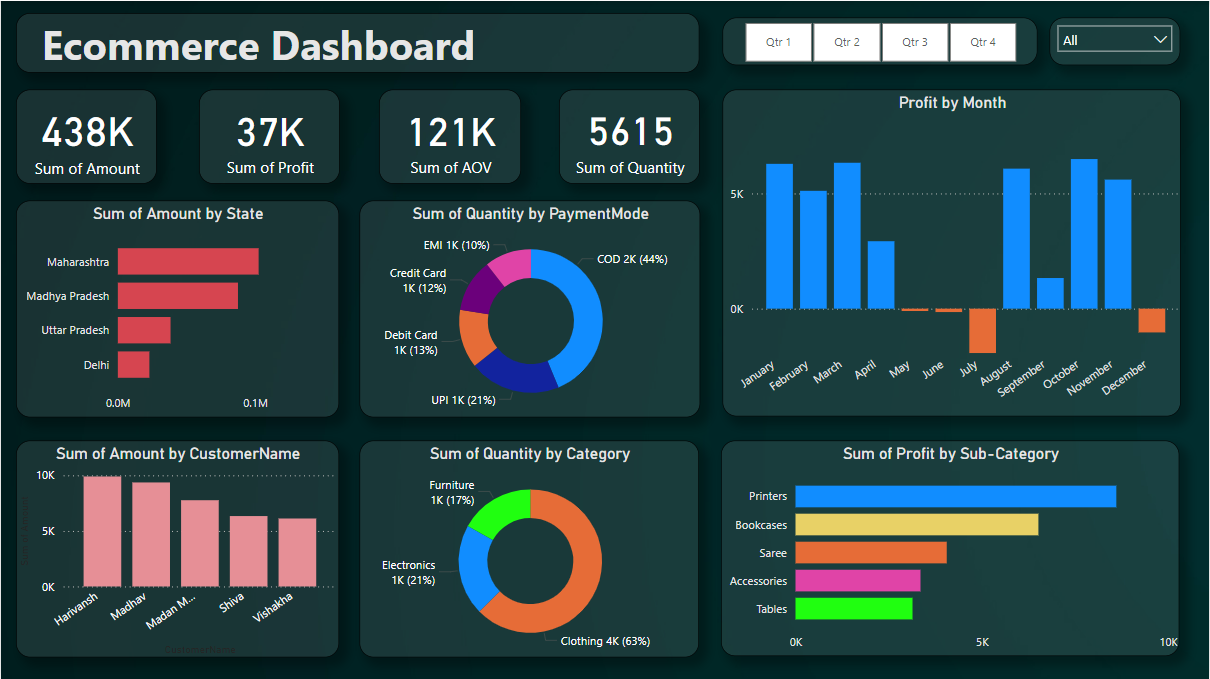 Ecommerce Dashboard
Qtr 1
Qtr 2
Qtr 3
Qtr 4
All
438K
Sum of Amount
37K
Sum of Profit
121K
Sum of AOV
5615
Sum of Quantity
Profit by Month
5K
0K
January
February
March
April
May
June
July
August
September
October
November
December
Sum of Amount by State
Maharashtra
Madhya Pradesh
Uttar Pradesh
Delhi
0.0M
0.1M
Sum of Quantity by PaymentMode
EMI 1K (10%)
COD 2K (44%)
Credit Card
1K (12%)
Debit Card
1K (13%)
UPI 1K (21%)
Sum of Amount by CustomerName
10K
5K
0K
Harivansh
Madhav
Madan M...
Shiva
Vishakha
CustomerName
Sum of Quantity by Category
Furniture
1K (17%)
Electronics
1K (21%)
Clothing 4K (63%)
Sum of Profit by Sub-Category
Printers
Bookcases
Saree
Accessories
Tables
0K
5K
10K